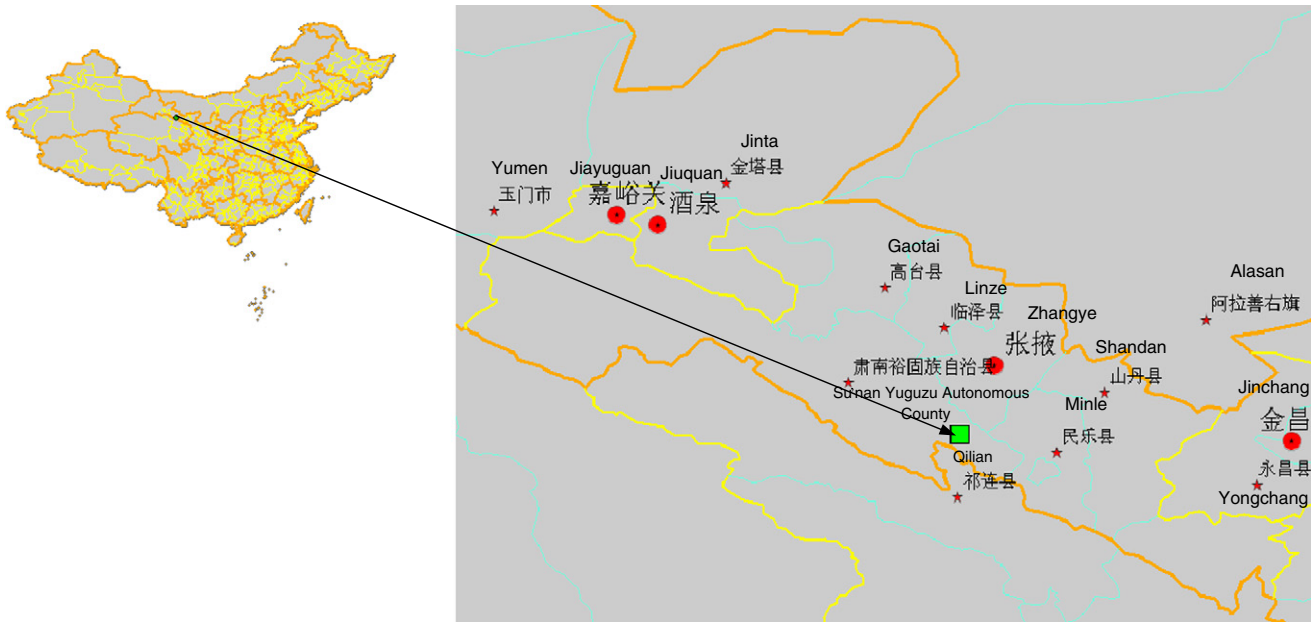 Jinta
金塔县
Yumen
玉门市
Jiayuguan
嘉峪关
Jiuquan
酒泉
Gaotai
高台县
Linze
临泽县
Zhangye
张掖
Alasan
阿拉善右旗
Shandan
山丹县
肃南裕固族自治县
Su'nan Yuguzu Autonomous
County
Minle
民乐县
Jinchang
金昌
Qilian
祁连县
永昌县
Yongchang